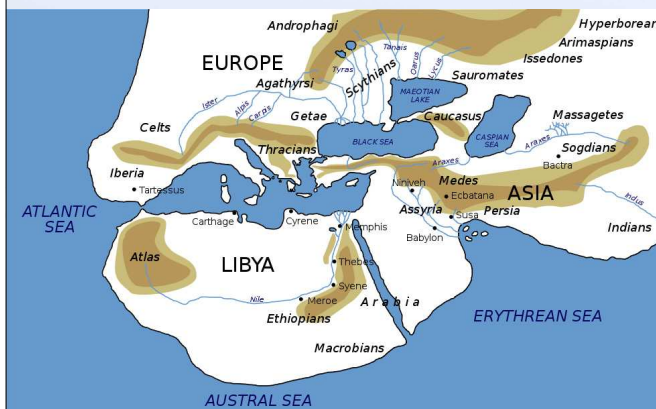 Androphagi
Hyperborean
Arimaspians
Issedones
Tanais
EUROPE
Tyras
Scythians
Oarus
Lycus
Sauromates
Agathyrsi
MAEOTIAN
LAKE
Ister
Alpis
Carpis
Getae
Caucasus
Massagetes
CASPIAN
SEA
Celts
BLACK SEA
Araxes
Sogdians
Thracians
Araxes
Bactra
Iberia
Tartessus
Niniveh
Medes
Ecbatana
ASIA
Indus
ATLANTIC
SEA
Carthage
Cyrene
Memphis
Assyria
Susa
Persia
Babylon
Indians
Atlas
LIBYA
Thebes
Syene
Nile
Meroe
Arabia
Ethiopians
ERYTHREAN SEA
Macrobians
AUSTRAL SEA